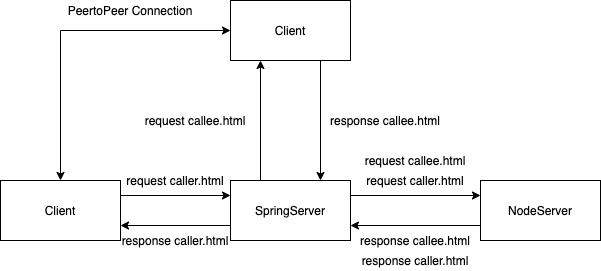 PeertoPeer Connection
Client
request callee.html
response callee.html
request callee.html
request caller.html
request caller.html
Client
SpringServer
NodeServer
response caller.html
response callee.html
response caller.html